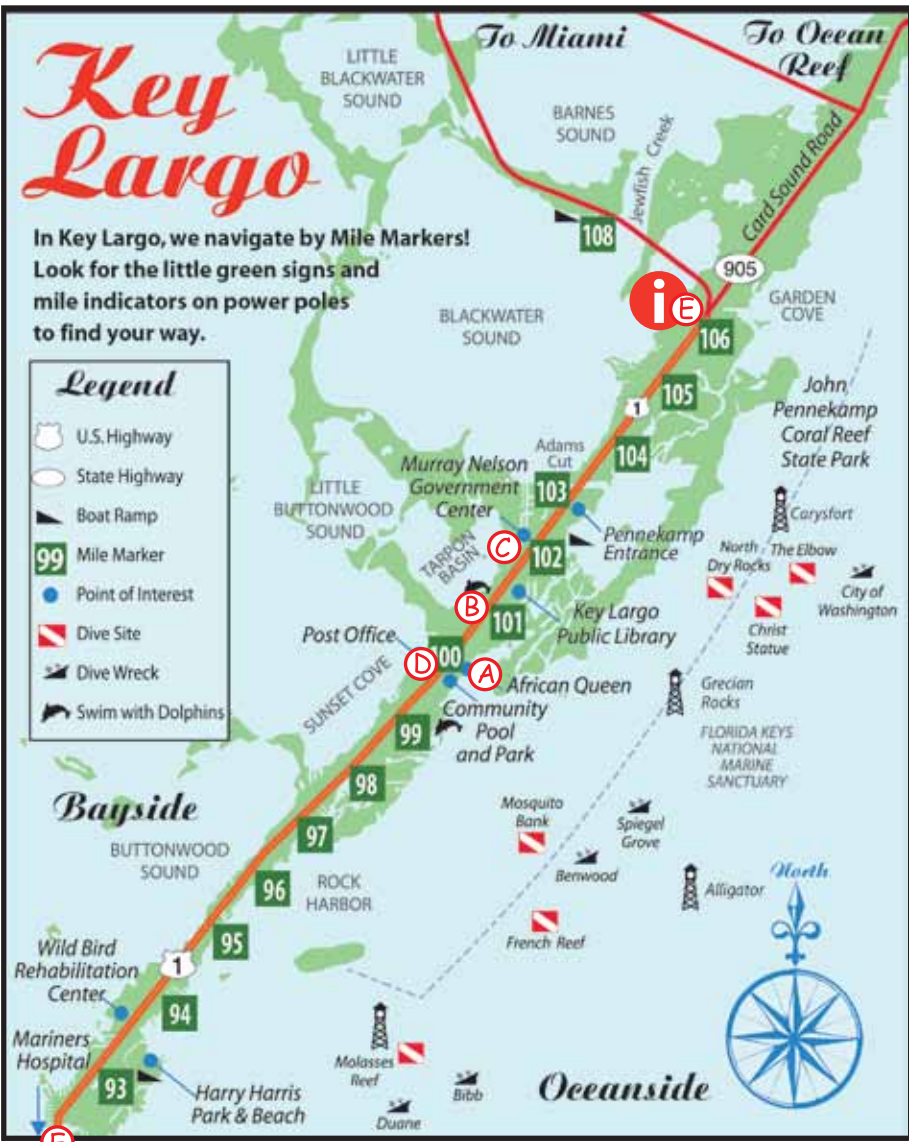 Key
Largo
In Key Largo, we navigate by Mile Markers!
Look for the little green signs and
mile indicators on power poles
to find your way.
Legend
U.S. Highway
State Highway
Boat Ramp
99 Mile Marker
Point of Interest
Dive Site
Dive Wreck
Swim with Dolphins
To Miami
To Ocean
Reef
LITTLE
BLACKWATER
SOUND
BARNES
SOUND
Jewfish Creek
Card Sound Road
108
905
i
E
GARDEN
COVE
BLACKWATER
SOUND
106
105
1
104
John
Pennekamp
Coral Reef
State Park
Adams
Cut
Murray Nelson
Government
Center
103
LITTLE
BUTTONWOOD
SOUND
Pennekamp
Entrance
Carysfort
C
102
TARPON
BASIN
North
Dry Rocks
The Elbow
City of
Washington
Christ
Statue
B
101
Key Largo
Public Library
Post Office
D
100
A
African Queen
SUNSET COVE
Community
Pool
and Park
Grecian
Rocks
FLORIDA KEYS
NATIONAL
MARINE
SANCTUARY
99
98
Bayside
97
Mosquito
Bank
Spiegel
Grove
BUTTONWOOD
SOUND
Benwood
96
ROCK
HARBOR
Alligator
North
95
French Reef
Wild Bird
Rehabilitation
Center
1
94
Mariners
Hospital
93
Harry Harris
Park & Beach
Molasses
Reef
Bibb
Duane
Oceanside